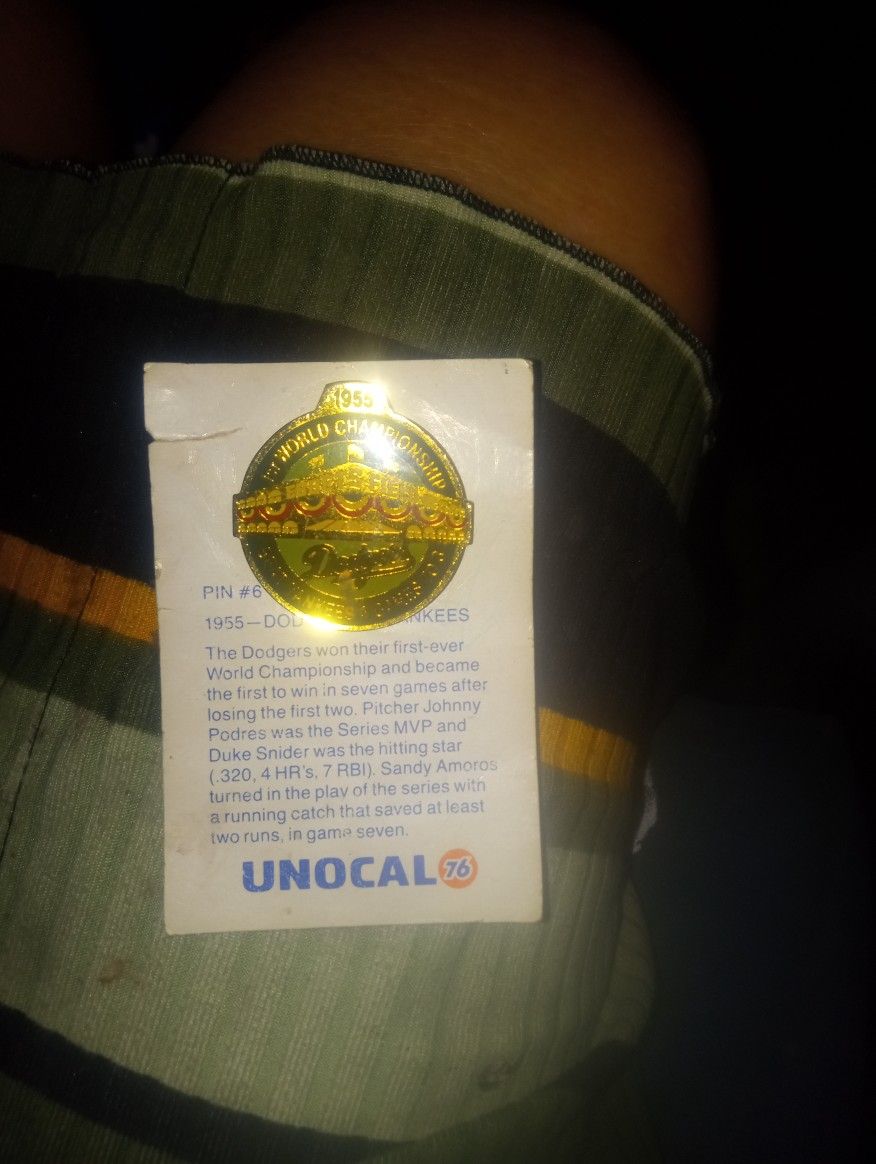 1955
WORLD CHAMPIONSHIP
Dodgers
PIN #6
1955—DOD NKEES
The Dodgers won their first-ever
World Championship and became
the first to win in seven games after
losing the first two. Pitcher Johnny
Podres was the Series MVP and
Duke Snider was the hitting star
(.320, 4 HR's, 7 RBI). Sandy Amoros
turned in the play of the series with
a running catch that saved at least
two runs, in game seven.
UNOCAL 76